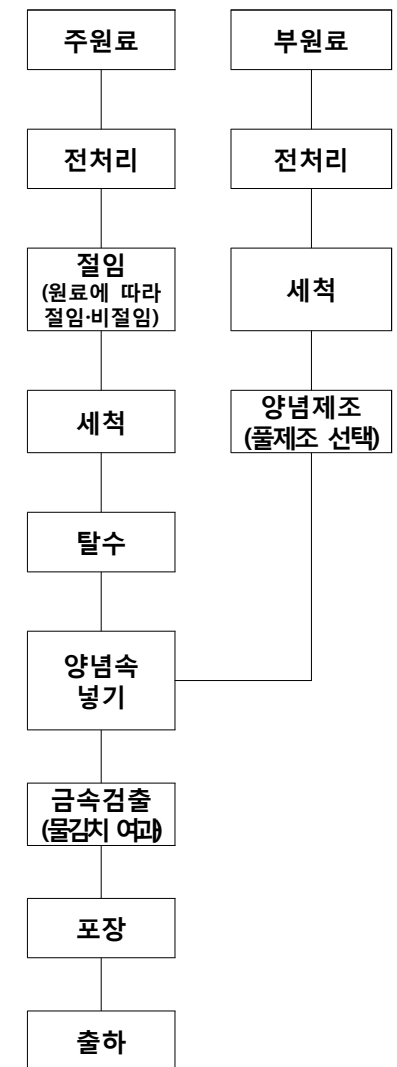 주원료
부원료
전처리
전처리
절임
(원료에 따라
절임·비절임)
세척
세척
양념제조
(풀제조 선택)
탈수
양념속
넣기
금속검출
(물김치 여과)
포장
출하